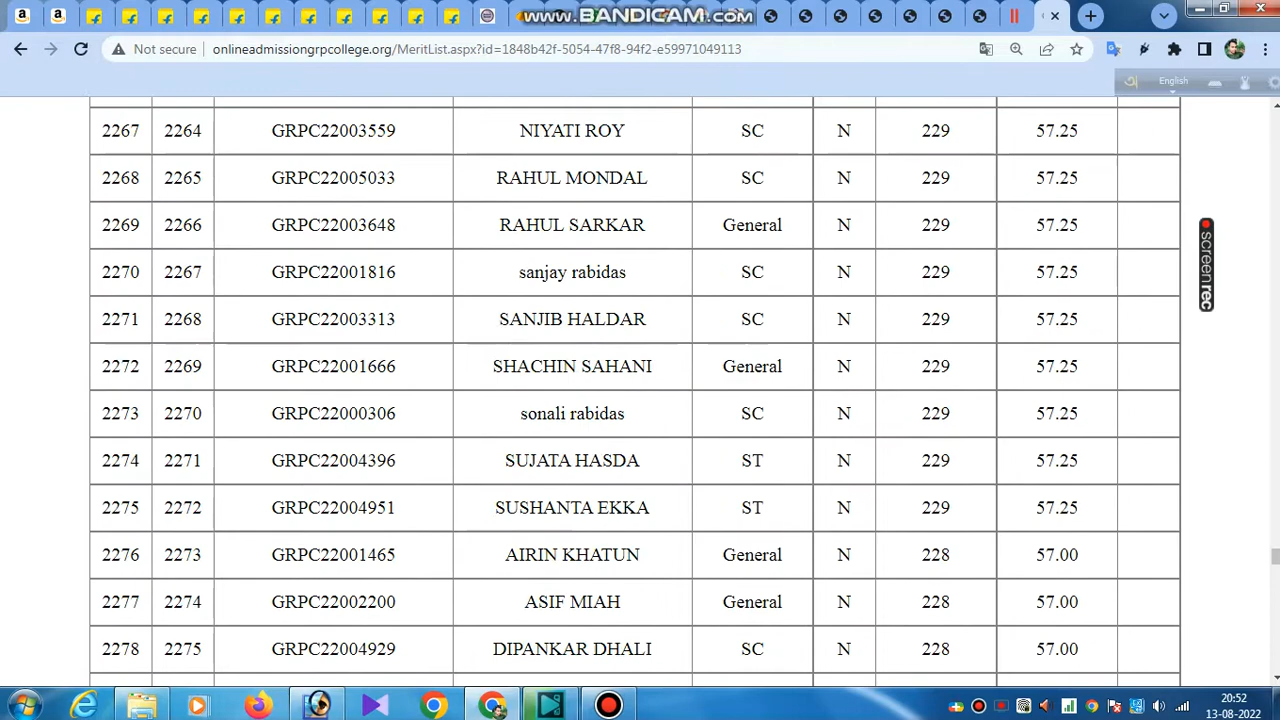 www.BANDICAM.com
Not secure onlineadmissiongrpcollege.org/MeritList.aspx?id=1848b42f-5054-47f8-94f2-e59971049113
English
2267 2264 GRPC22003559 NIYATI ROY SC N 229 57.25
2268 2265 GRPC22005033 RAHUL MONDAL SC N 229 57.25
2269 2266 GRPC22003648 RAHUL SARKAR General N 229 57.25
2270 2267 GRPC22001816 sanjay rabidas SC N 229 57.25
2271 2268 GRPC22003313 SANJIB HALDAR SC N 229 57.25
2272 2269 GRPC22001666 SHACHIN SAHANI General N 229 57.25
2273 2270 GRPC22000306 sonali rabidas SC N 229 57.25
2274 2271 GRPC22004396 SUJATA HASDA ST N 229 57.25
2275 2272 GRPC22004951 SUSHANTA EKKA ST N 229 57.25
2276 2273 GRPC22001465 AIRIN KHATUN General N 228 57.00
2277 2274 GRPC22002200 ASIF MIAH General N 228 57.00
2278 2275 GRPC22004929 DIPANKAR DHALI SC N 228 57.00
screenrec
20:52
13-08-2022